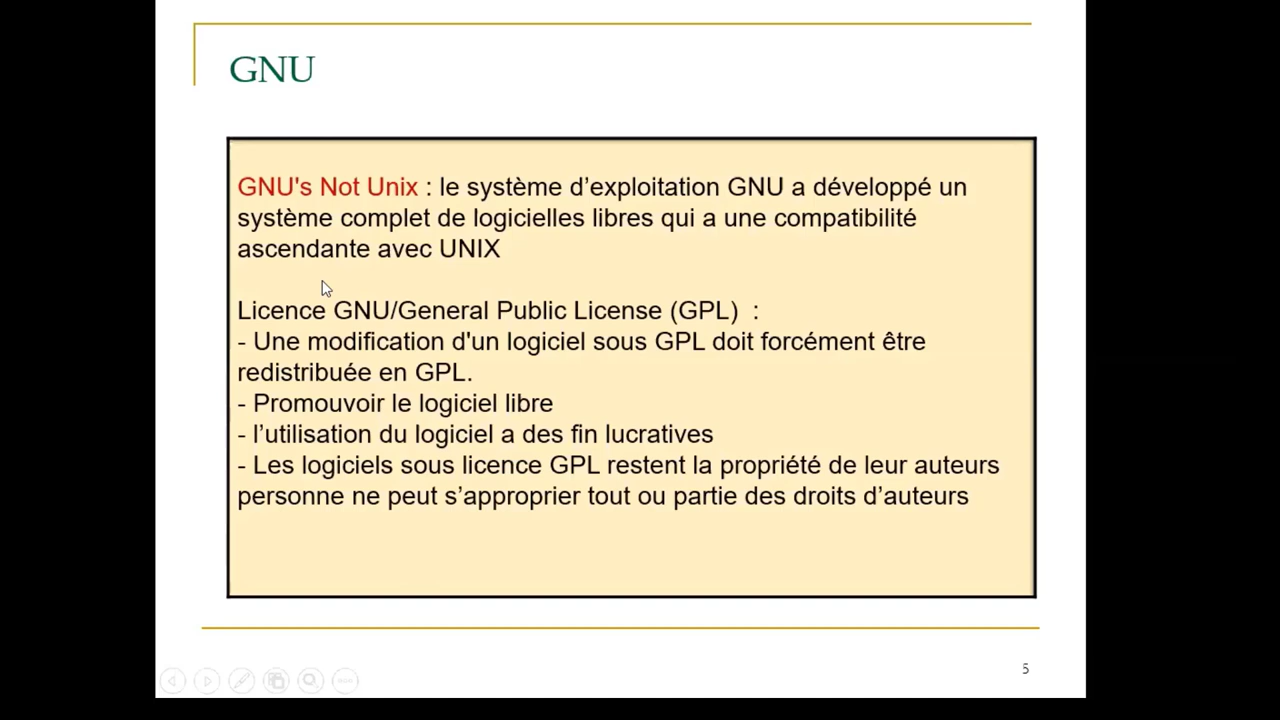 GNU
GNU's Not Unix : le système d’exploitation GNU a développé un
système complet de logicielles libres qui a une compatibilité
ascendante avec UNIX
Licence GNU/General Public License (GPL)  :
- Une modification d'un logiciel sous GPL doit forcément être
redistribuée en GPL.
- Promouvoir le logiciel libre
- l’utilisation du logiciel a des fin lucratives
- Les logiciels sous licence GPL restent la propriété de leur auteurs
personne ne peut s’approprier tout ou partie des droits d’auteurs
5